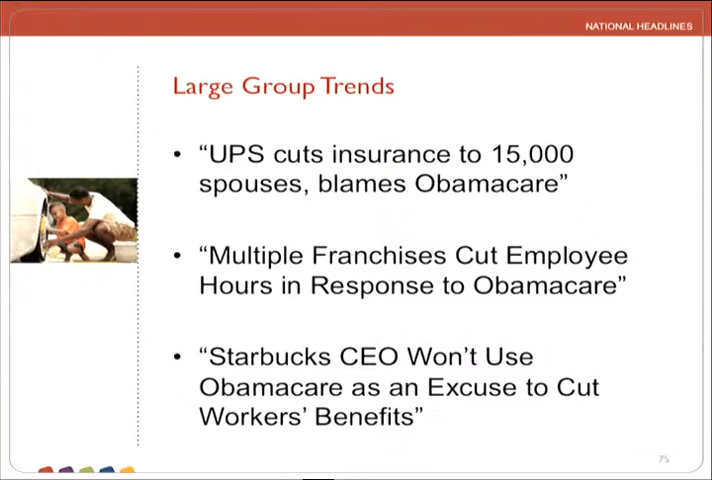 NATIONAL HEADLINES
Large Group Trends
• “UPS cuts insurance to 15,000
spouses, blames Obamacare”
• “Multiple Franchises Cut Employee
Hours in Response to Obamacare”
• “Starbucks CEO Won’t Use
Obamacare as an Excuse to Cut
Workers’ Benefits”
75